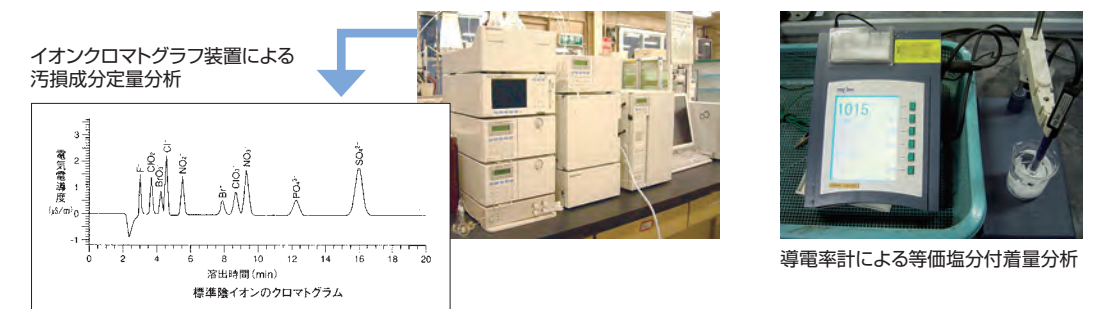 イオンクロマトグラフ装置による
汚損成分定量分析
電気電導度
(μS/m)
3
2
1
0
-1
F⁻
ClO₂⁻
BrO₃⁻
Cl⁻
NO₂⁻
Br⁻
ClO₃⁻
NO₃⁻
PO₄³⁻
SO₄²⁻
0 2 4 6 8 10 12 14 16 18 20
溶出時間(min)
標準陰イオンのクロマトグラム
1015
導電率計による等価塩分付着量分析